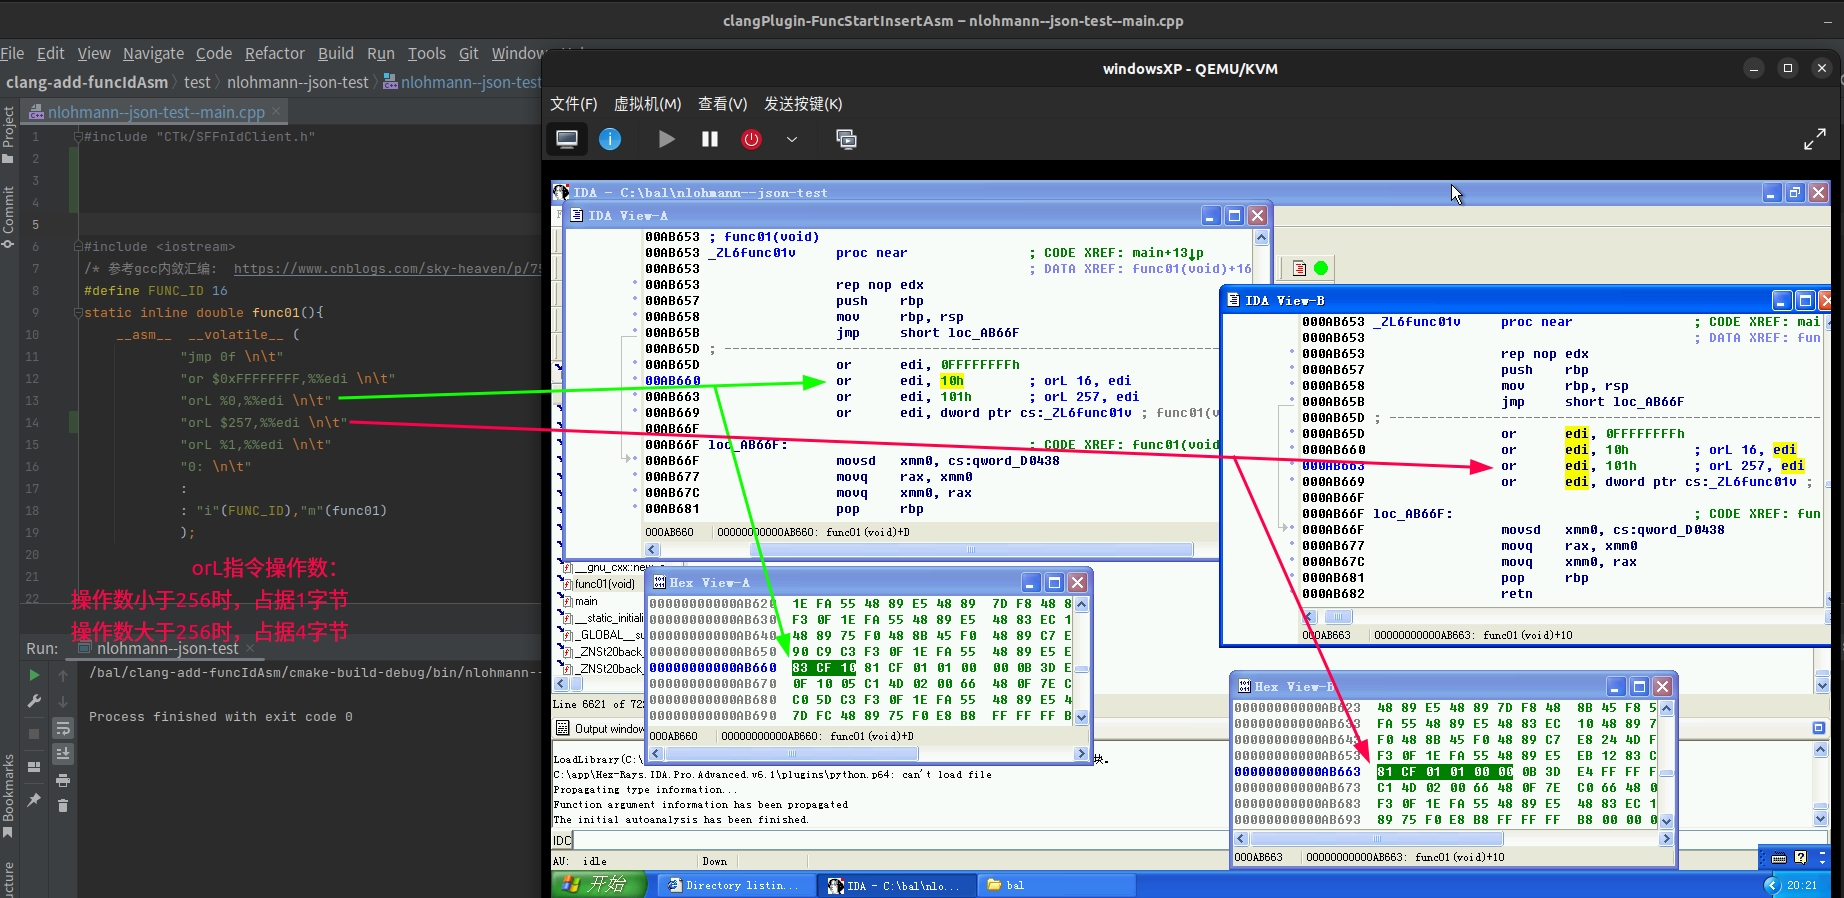 clangPlugin-FuncStartInsertAsm – nlohmann--json-test--main.cpp
File Edit View Navigate Code Refactor Build Run Tools Git Window
clang-add-funcIdAsm test nlohmann--json-test nlohmann--json-test
nlohmann--json-test--main.cpp
Project
Commit
Bookmarks
1 #include "CTk/SFFnIdClient.h"
2
3
4
5
6 #include <iostream>
7 /* 参考gcc内敛汇编: https://www.cnblogs.com/sky-heaven/p/75
8 #define FUNC_ID 16
9 static inline double func01(){
10 __asm__ __volatile__ (
11 "jmp 0f \n\t"
12 "or $0xFFFFFFFF,%%edi \n\t"
13 "orL %0,%%edi \n\t"
14 "orL $257,%%edi \n\t"
15 "orL %1,%%edi \n\t"
16 "0: \n\t"
17 :
18 : "i"(FUNC_ID),"m"(func01)
19 );
20
21
22
orL指令操作数:
操作数小于256时，占据1字节
操作数大于256时，占据4字节
Run: nlohmann--json-test
/bal/clang-add-funcIdAsm/cmake-build-debug/bin/nlohmann--
Process finished with exit code 0
windowsXP - QEMU/KVM
文件(F) 虚拟机(M) 查看(V) 发送按键(K)
IDA - C:\bal\nlohmann--json-test
IDA View-A
00AB653 ; func01(void)
00AB653 _ZL6func01v proc near ; CODE XREF: main+13↓p
00AB653 ; DATA XREF: func01(void)+16
00AB653 rep nop edx
00AB657 push rbp
00AB658 mov rbp, rsp
00AB65B jmp short loc_AB66F
00AB65D ; ---------------------------------------------------------------
00AB65D or edi, 0FFFFFFFFh
00AB660 or edi, 10h ; orL 16, edi
00AB663 or edi, 101h ; orL 257, edi
00AB669 or edi, dword ptr cs:_ZL6func01v ; func01(v
00AB66F
00AB66F loc_AB66F: ; CODE XREF: func01(void
00AB66F movsd xmm0, cs:qword_D0438
00AB677 movq rax, xmm0
00AB67C movq xmm0, rax
00AB681 pop rbp
000AB660 00000000000AB660: func01(void)+D
IDA View-B
000AB653 _ZL6func01v proc near ; CODE XREF: mai
000AB653 ; DATA XREF: fun
000AB653 rep nop edx
000AB657 push rbp
000AB658 mov rbp, rsp
000AB65B jmp short loc_AB66F
000AB65D ; ---------------------------------------------------------------
000AB65D or edi, 0FFFFFFFFh
000AB660 or edi, 10h ; orL 16, edi
000AB663 or edi, 101h ; orL 257, edi
000AB669 or edi, dword ptr cs:_ZL6func01v ;
000AB66F
000AB66F loc_AB66F: ; CODE XREF: fun
000AB66F movsd xmm0, cs:qword_D0438
000AB677 movq rax, xmm0
000AB67C movq xmm0, rax
000AB681 pop rbp
000AB682 retn
000AB663 00000000000AB663: func01(void)+10
__gnu_cxx::new
func01(void)
main
__static_initiali
_GLOBAL__su
_ZNSt20back_
_ZNSt20back_
Line 6621 of 722
Output window
Hex View-A
00000000000AB620 1E FA 55 48 89 E5 48 89 7D F8 48 8
00000000000AB630 F3 0F 1E FA 55 48 89 E5 48 83 EC 1
00000000000AB640 48 89 75 F0 48 8B 45 F0 48 89 C7 E
00000000000AB650 90 C9 C3 F3 0F 1E FA 55 48 89 E5 E
00000000000AB660 83 CF 10 81 CF 01 01 00 00 0B 3D E
00000000000AB670 0F 10 05 C1 4D 02 00 66 48 0F 7E C
00000000000AB680 C0 5D C3 F3 0F 1E FA 55 48 89 E5 4
00000000000AB690 7D FC 48 89 75 F0 E8 B8 FF FF FF B
000AB660 00000000000AB660: func01(void)+D
Hex View-B
00000000000AB623 48 89 E5 48 89 7D F8 48 8B 45 F8 5
00000000000AB633 FA 55 48 89 E5 48 83 EC 10 48 89 7
00000000000AB643 F0 48 8B 45 F0 48 89 C7 E8 24 4D F
00000000000AB653 F3 0F 1E FA 55 48 89 E5 EB 12 83 C
00000000000AB663 81 CF 01 01 00 00 0B 3D E4 FF FF F
00000000000AB673 C1 4D 02 00 66 48 0F 7E C0 66 48 0
00000000000AB683 F3 0F 1E FA 55 48 89 E5 48 83 EC 1
00000000000AB693 89 75 F0 E8 B8 FF FF FF B8 00 00 0
000AB663 00000000000AB663: func01(void)+10
LoadLibrary(C:\ 块。
C:\app\Hex-Rays.IDA.Pro.Advanced.v6.1\plugins\python.p64: can't load file
Propagating type information...
Function argument information has been propagated
The initial autoanalysis has been finished.
IDC
AU: idle Down
开始 Directory listin... IDA - C:\bal\nlo... bal 20:21